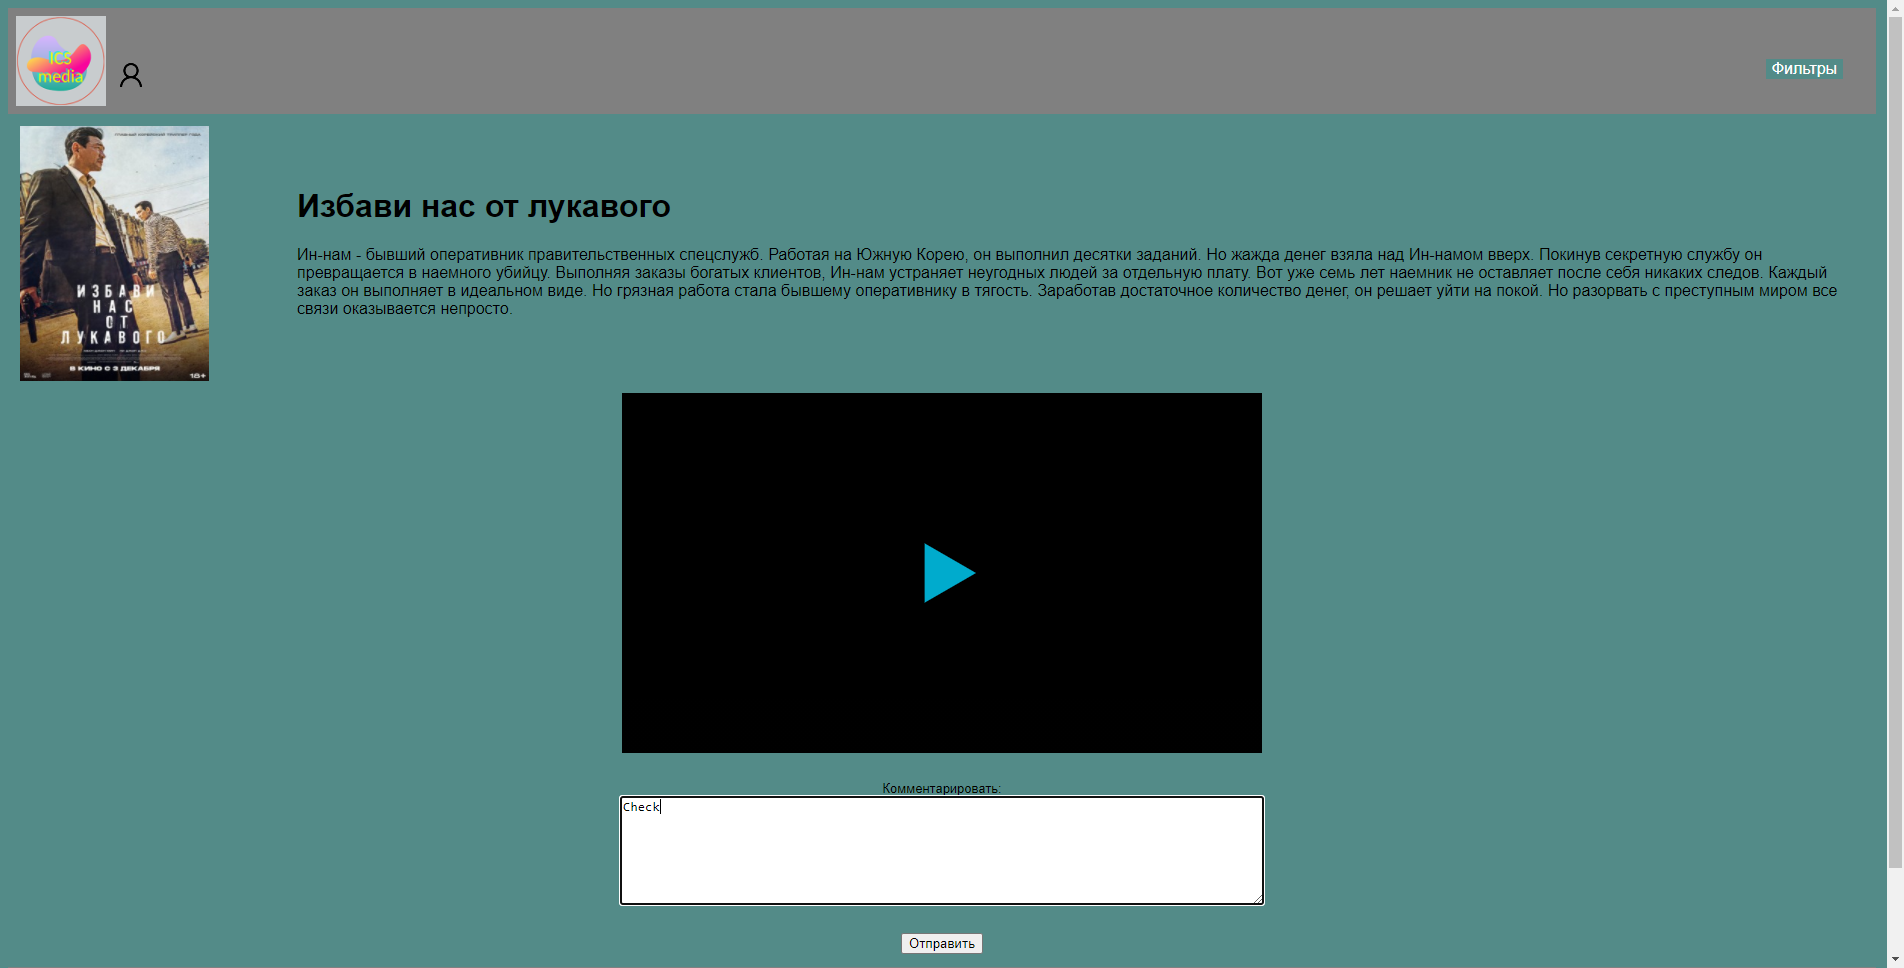 ICS
media
Фильтры
ИЗБАВИ
НАС
ОТ
ЛУКАВОГО
В КИНО С 3 ДЕКАБРЯ
18+
Избави нас от лукавого
Ин-нам - бывший оперативник правительственных спецслужб. Работая на Южную Корею, он выполнил десятки заданий. Но жажда денег взяла над Ин-намом вверх. Покинув секретную службу он
превращается в наемного убийцу. Выполняя заказы богатых клиентов, Ин-нам устраняет неугодных людей за отдельную плату. Вот уже семь лет наемник не оставляет после себя никаких следов. Каждый
заказ он выполняет в идеальном виде. Но грязная работа стала бывшему оперативнику в тягость. Заработав достаточное количество денег, он решает уйти на покой. Но разорвать с преступным миром все
связи оказывается непросто.
Комментарировать:
Check
Отправить